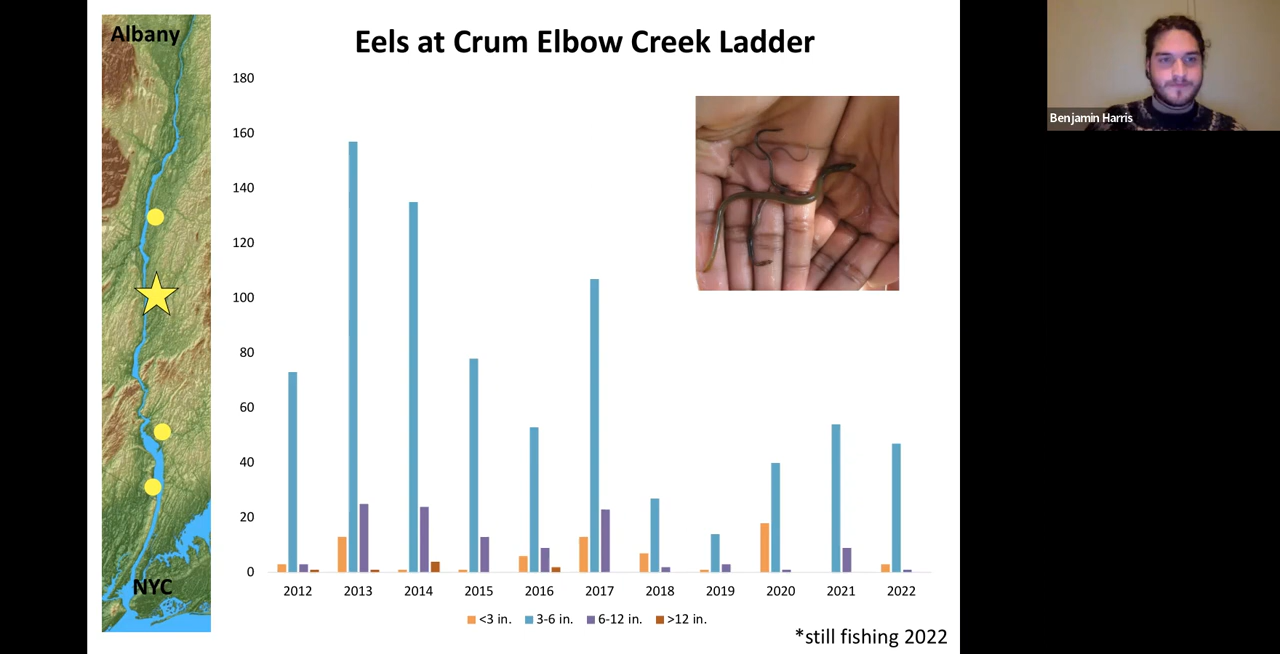 Albany
Eels at Crum Elbow Creek Ladder
180
160
140
120
100
80
60
40
20
0
2012 2013 2014 2015 2016 2017 2018 2019 2020 2021 2022
<3 in. 3-6 in. 6-12 in. >12 in.
*still fishing 2022
NYC
Benjamin Harris